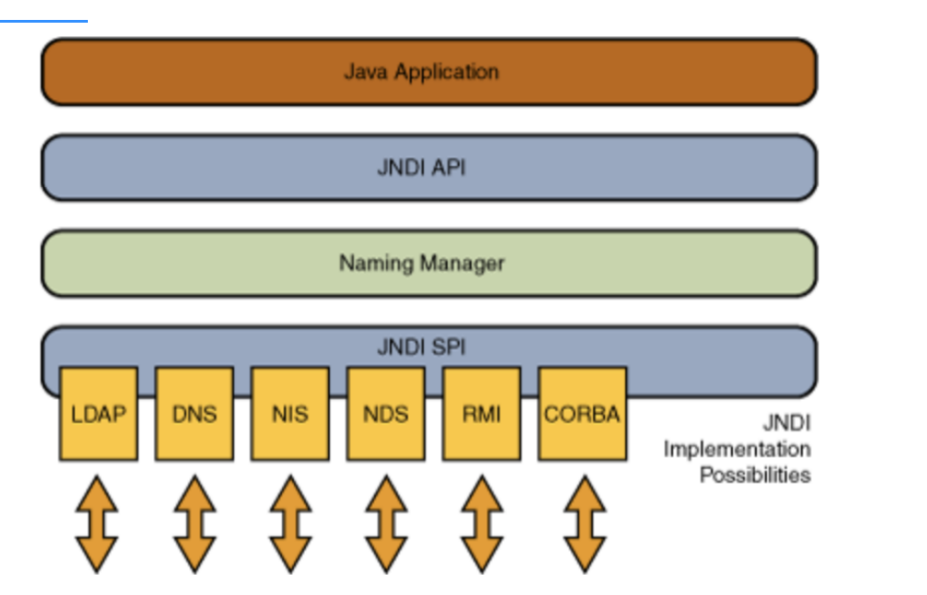 Java Application
JNDI API
Naming Manager
JNDI SPI
LDAP
DNS
NIS
NDS
RMI
CORBA
JNDI
Implementation
Possibilities